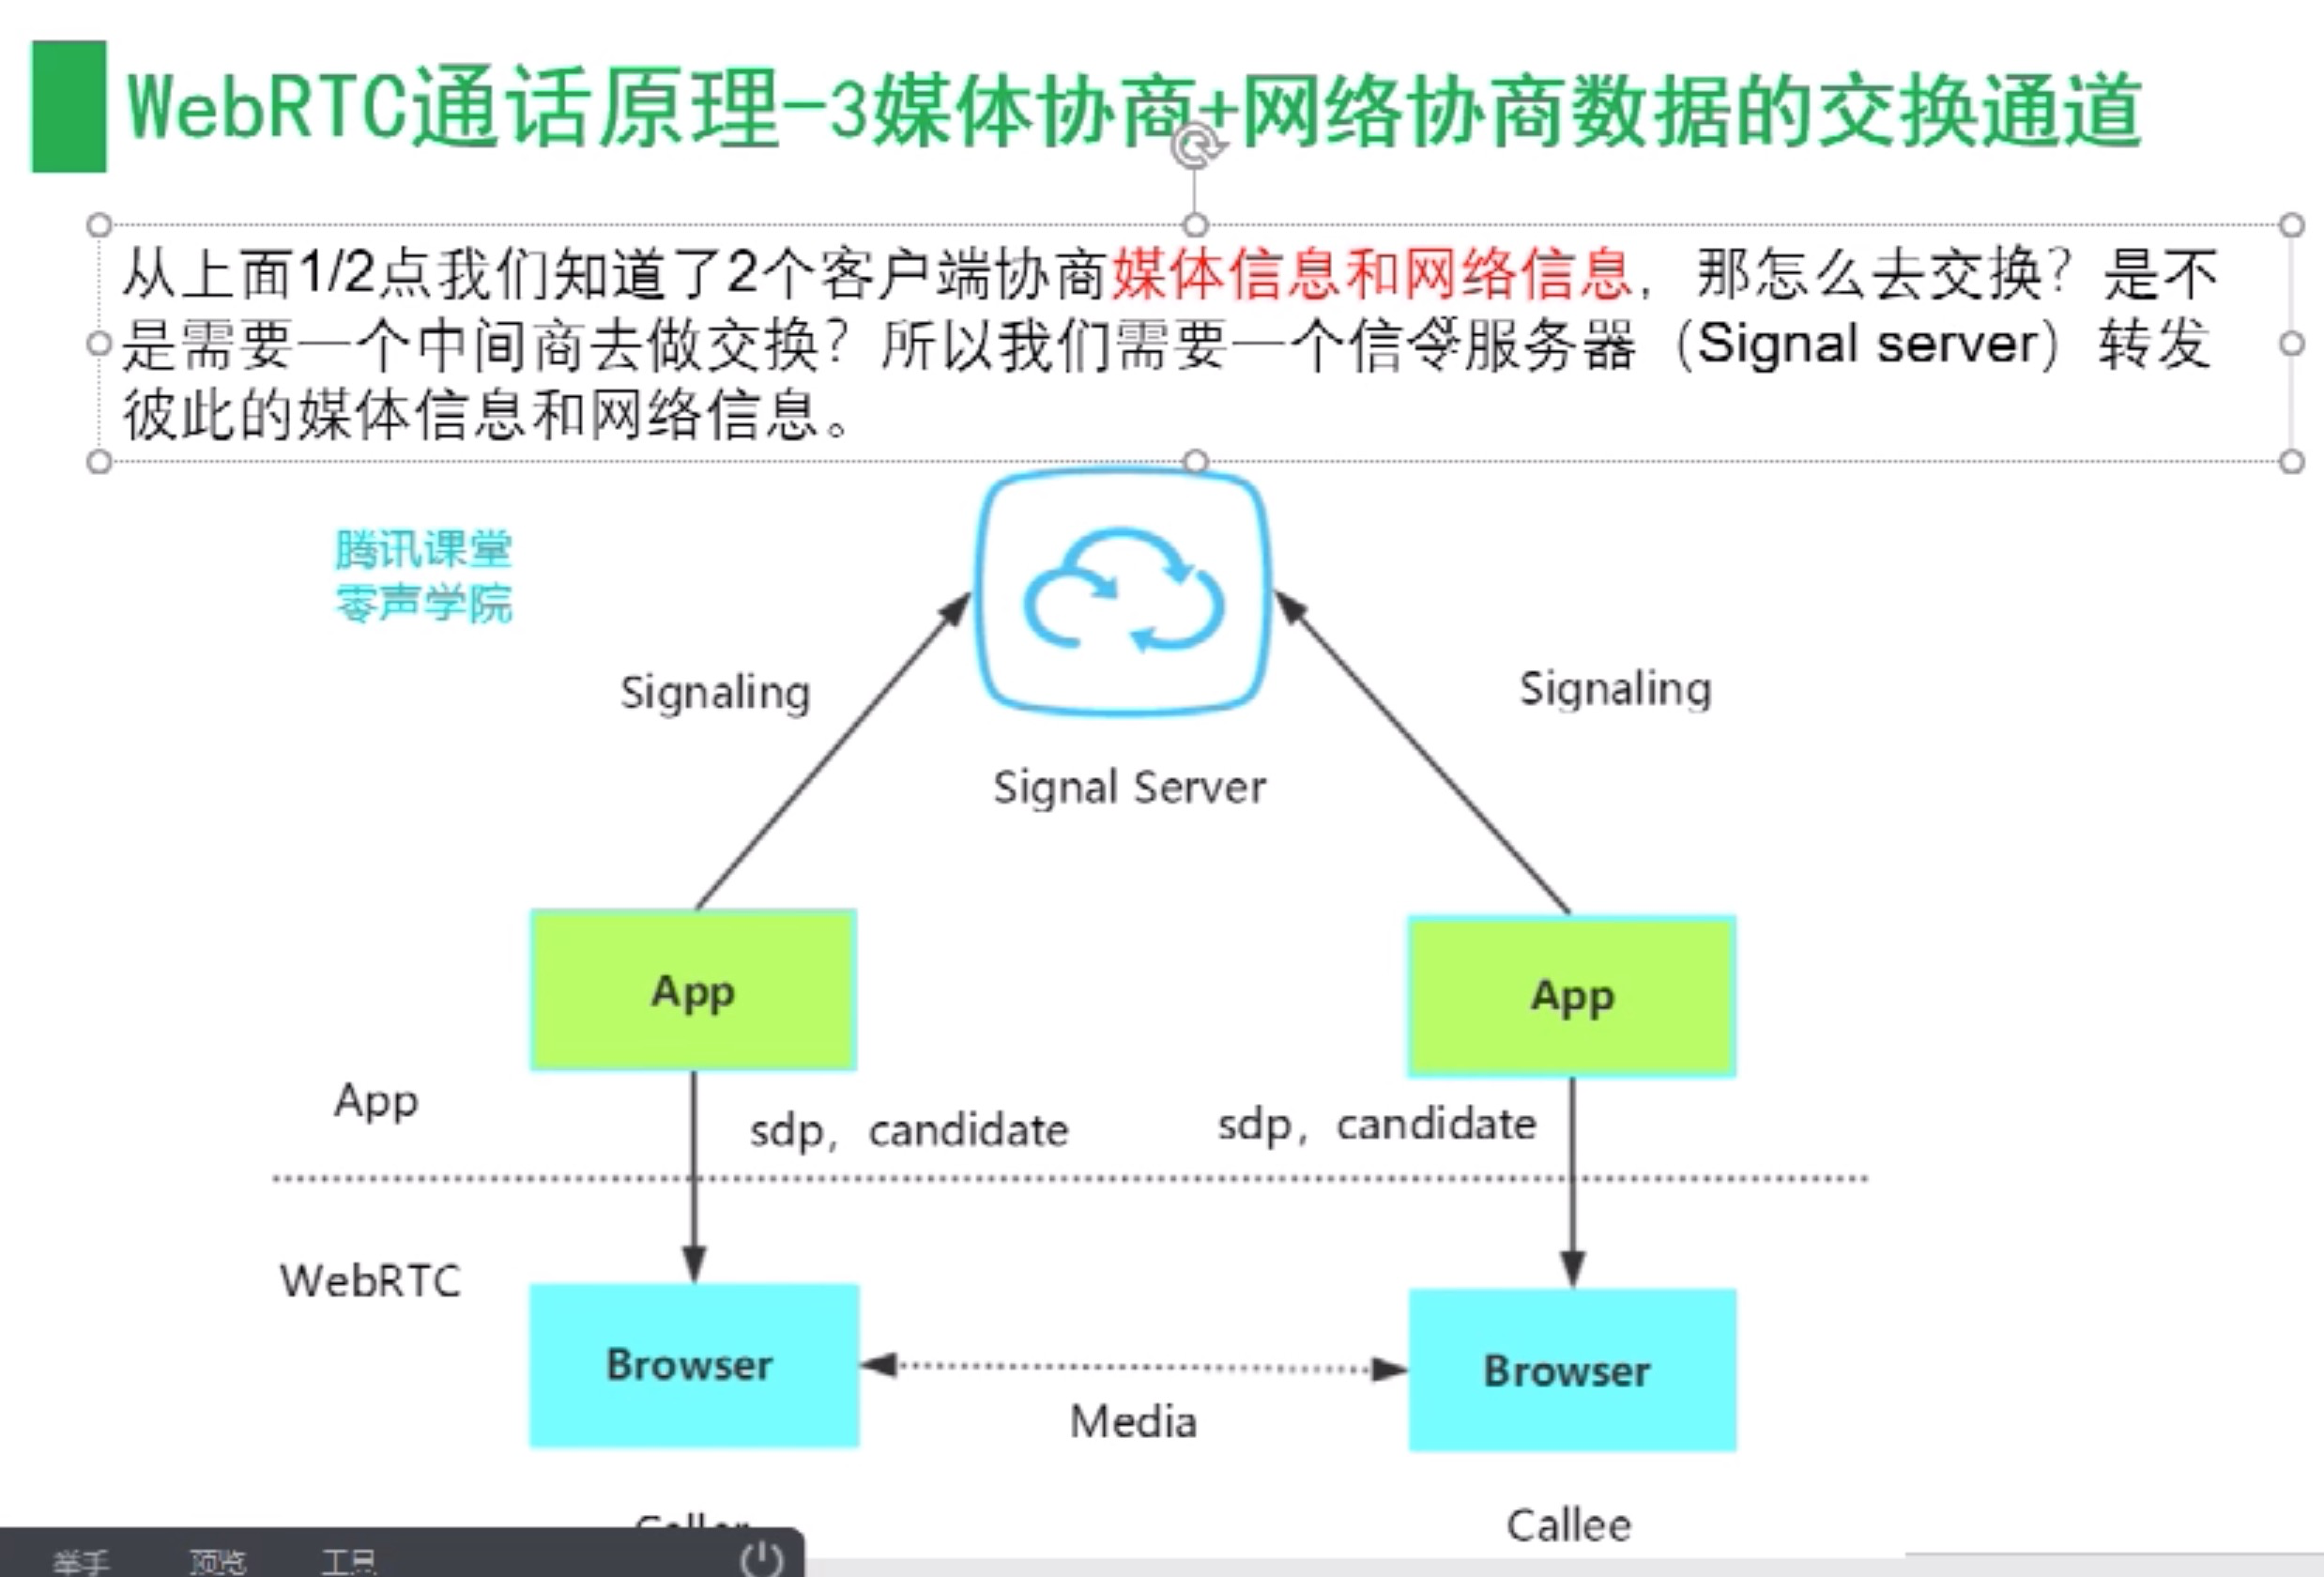 WebRTC通话原理-3媒体协商+网络协商数据的交换通道
从上面1/2点我们知道了2个客户端协商媒体信息和网络信息，那怎么去交换？是不
是需要一个中间商去做交换？所以我们需要一个信令服务器（Signal server）转发
彼此的媒体信息和网络信息。
腾讯课堂
零声学院
Signaling
Signaling
Signal Server
App
App
App
sdp，candidate
sdp，candidate
WebRTC
Browser
Browser
Media
Caller
Callee
举手 预览 工具